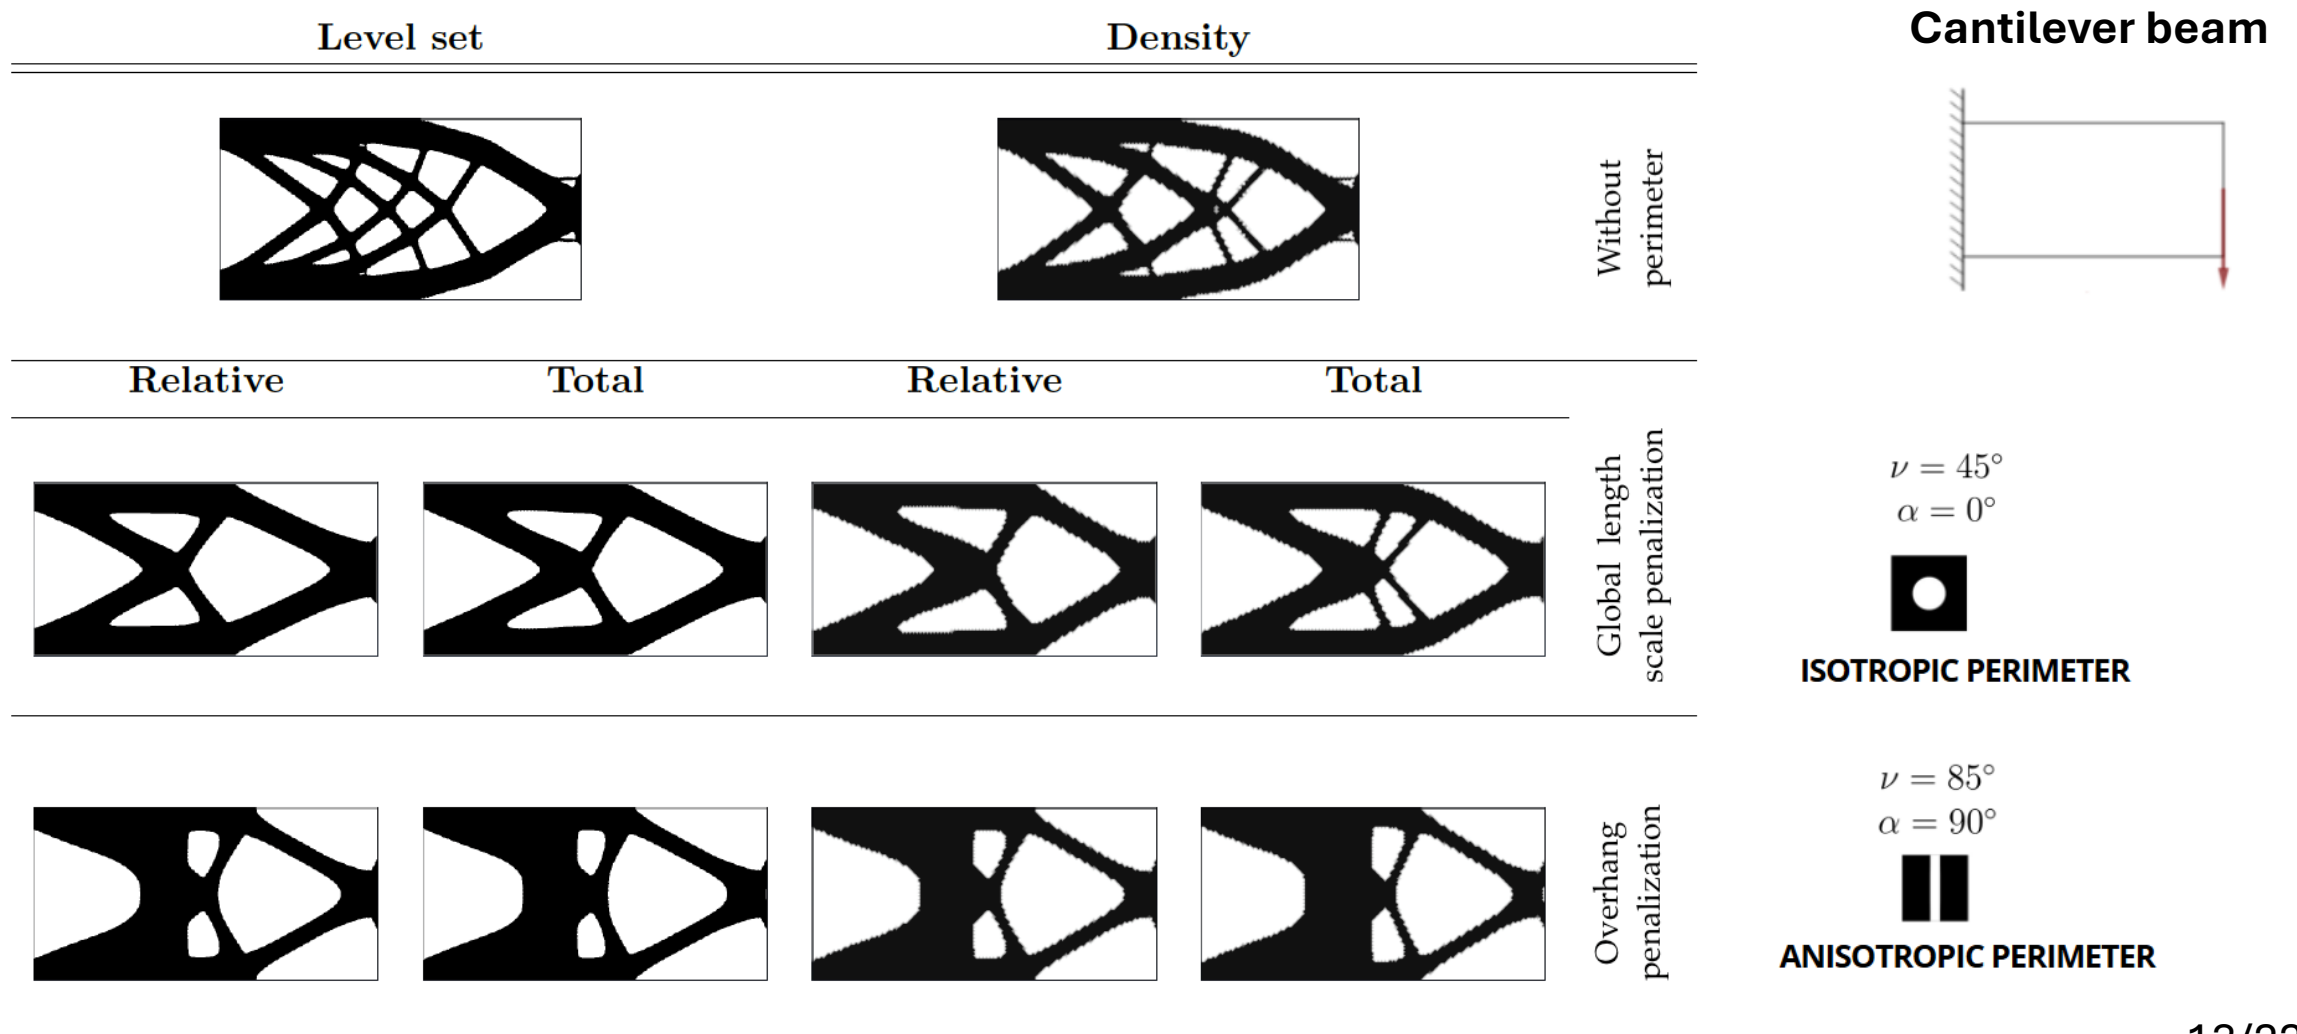 Level set
Density
Cantilever beam
Without
perimeter
Relative
Total
Relative
Total
Global length
scale penalization
ν = 45°
α = 0°
ISOTROPIC PERIMETER
Overhang
penalization
ν = 85°
α = 90°
ANISOTROPIC PERIMETER